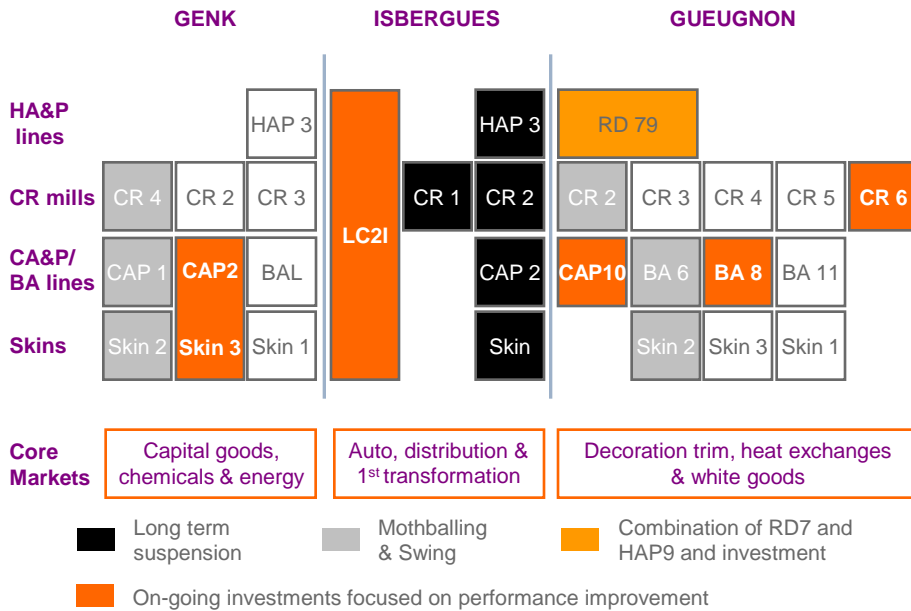 GENK ISBERGUES GUEUGNON
HA&P
lines
HAP 3 HAP 3 RD 79
CR mills CR 4 CR 2 CR 3 CR 1 CR 2 CR 2 CR 3 CR 4 CR 5 CR 6
LC2I
CA&P/
BA lines
CAP 1 CAP2 BAL CAP 2 CAP10 BA 6 BA 8 BA 11
Skins Skin 2 Skin 3 Skin 1 Skin Skin 2 Skin 3 Skin 1
Core
Markets
Capital goods,
chemicals & energy
Auto, distribution &
1st transformation
Decoration trim, heat exchanges
& white goods
Long term
suspension
Mothballing
& Swing
Combination of RD7 and
HAP9 and investment
On-going investments focused on performance improvement